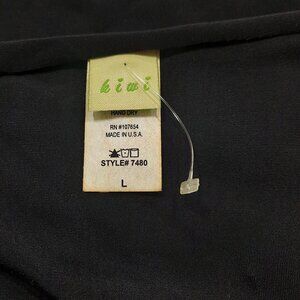 kiwi
HAND DRY
RN #107654
MADE IN U.S.A.
STYLE# 7480
L